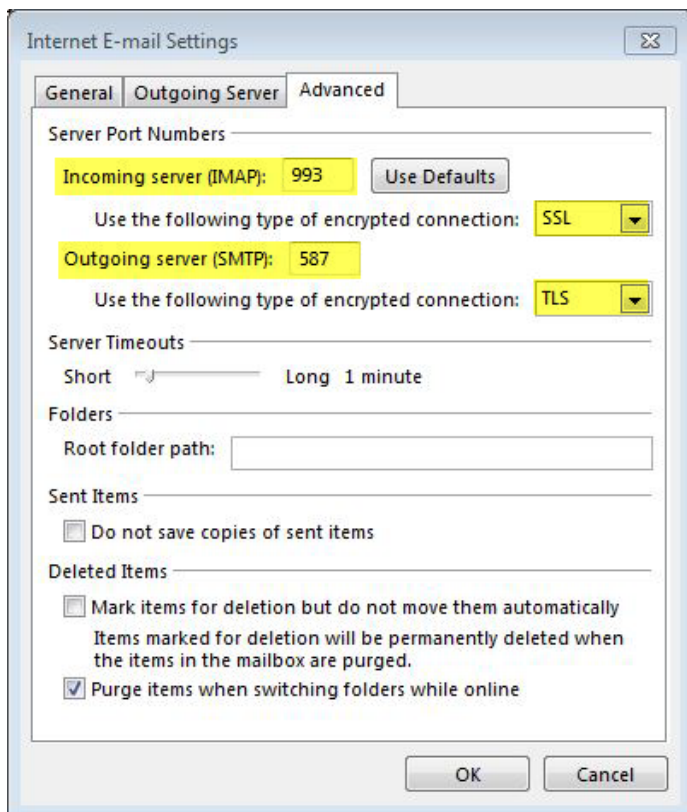 Internet E-mail Settings
General Outgoing Server Advanced
Server Port Numbers
Incoming server (IMAP): 993 Use Defaults
Use the following type of encrypted connection: SSL
Outgoing server (SMTP): 587
Use the following type of encrypted connection: TLS
Server Timeouts
Short Long 1 minute
Folders
Root folder path:
Sent Items
Do not save copies of sent items
Deleted Items
Mark items for deletion but do not move them automatically
Items marked for deletion will be permanently deleted when
the items in the mailbox are purged.
Purge items when switching folders while online
OK Cancel